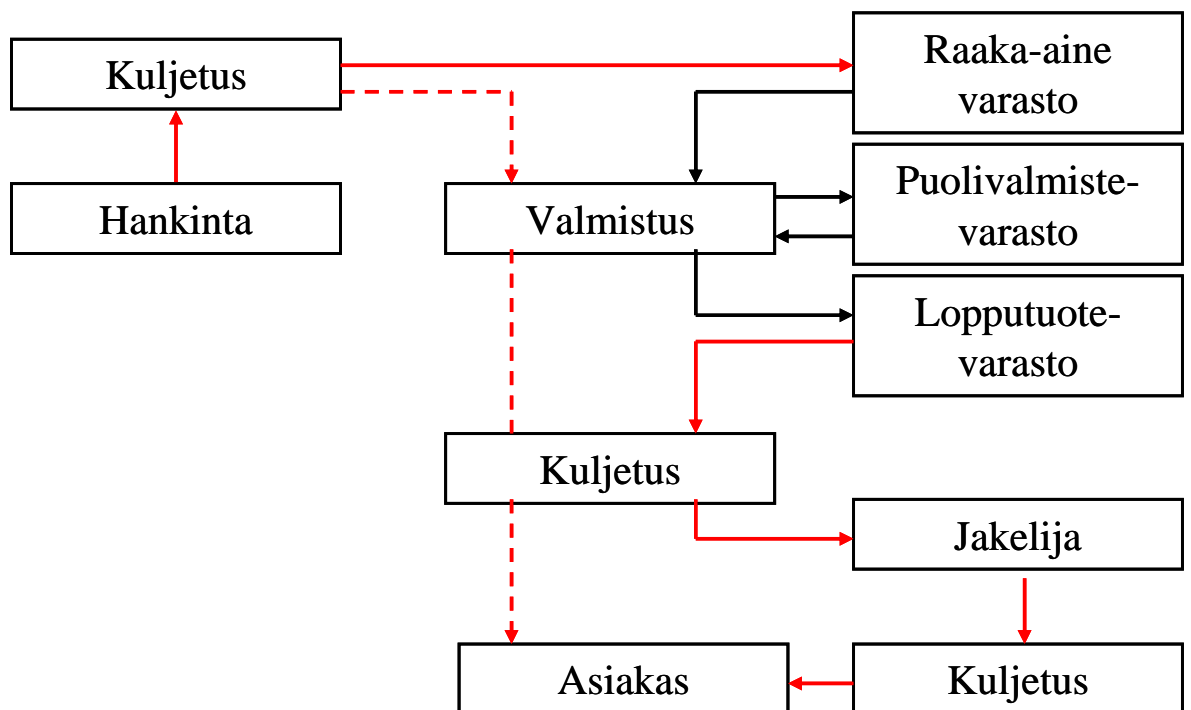 Kuljetus
Raaka-aine
varasto
Hankinta
Valmistus
Puolivalmiste-
varasto
Lopputuote-
varasto
Kuljetus
Jakelija
Asiakas
Kuljetus